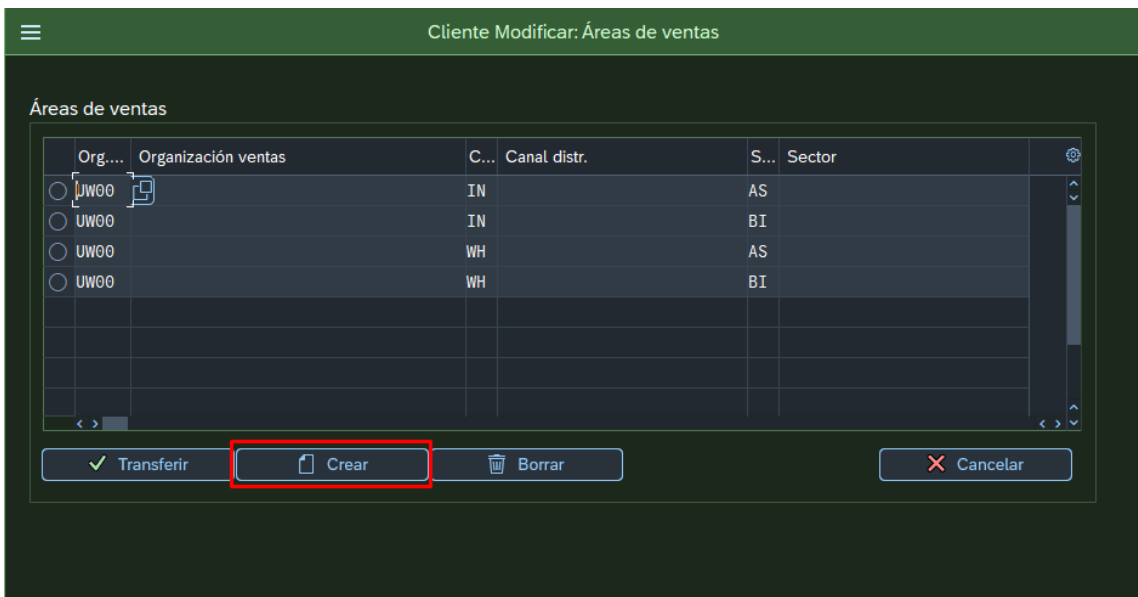 Cliente Modificar: Áreas de ventas
Áreas de ventas
Org.... Organización ventas C... Canal distr. S... Sector
UW00 IN AS
UW00 IN BI
UW00 WH AS
UW00 WH BI
Transferir Crear Borrar Cancelar